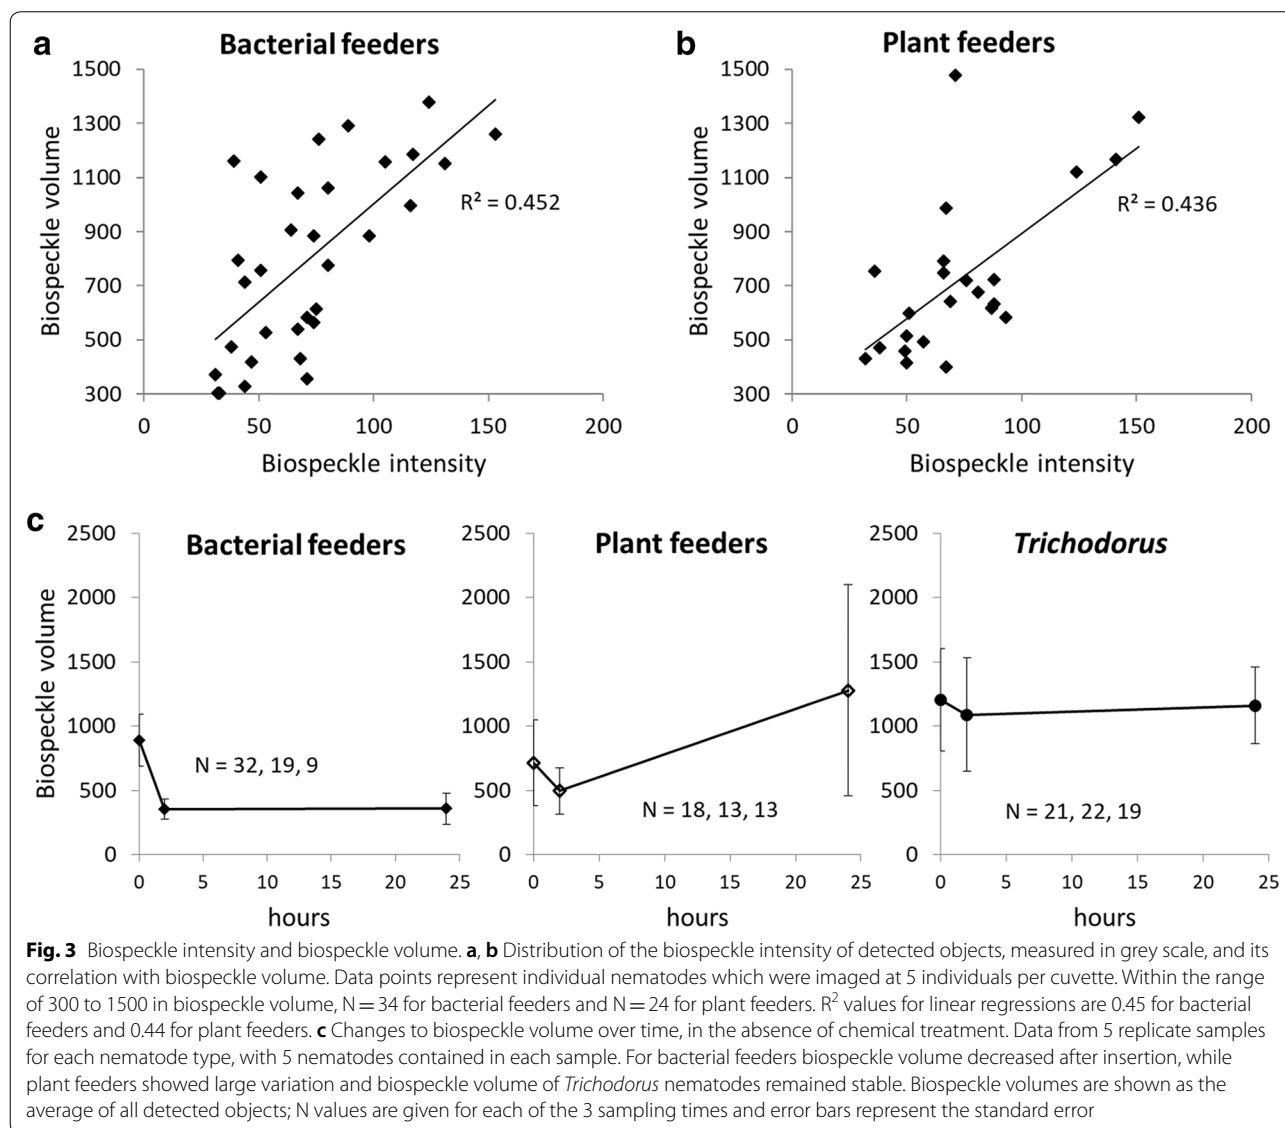 a
Bacterial feeders
1500
1300
1100
900
700
500
300
Biospeckle volume
R² = 0.452
0 50 100 150 200
Biospeckle intensity
b
Plant feeders
1500
1300
1100
900
700
500
300
Biospeckle volume
R² = 0.436
0 50 100 150 200
Biospeckle intensity
c
Bacterial feeders
2500
2000
1500
1000
500
0
Biospeckle volume
N = 32, 19, 9
0 5 10 15 20 25
hours
Plant feeders
2500
2000
1500
1000
500
0
N = 18, 13, 13
0 5 10 15 20 25
hours
Trichodorus
2500
2000
1500
1000
500
0
N = 21, 22, 19
0 5 10 15 20 25
hours
Fig. 3 Biospeckle intensity and biospeckle volume. a, b Distribution of the biospeckle intensity of detected objects, measured in grey scale, and its
correlation with biospeckle volume. Data points represent individual nematodes which were imaged at 5 individuals per cuvette. Within the range
of 300 to 1500 in biospeckle volume, N = 34 for bacterial feeders and N = 24 for plant feeders. R² values for linear regressions are 0.45 for bacterial
feeders and 0.44 for plant feeders. c Changes to biospeckle volume over time, in the absence of chemical treatment. Data from 5 replicate samples
for each nematode type, with 5 nematodes contained in each sample. For bacterial feeders biospeckle volume decreased after insertion, while
plant feeders showed large variation and biospeckle volume of Trichodorus nematodes remained stable. Biospeckle volumes are shown as the
average of all detected objects; N values are given for each of the 3 sampling times and error bars represent the standard error